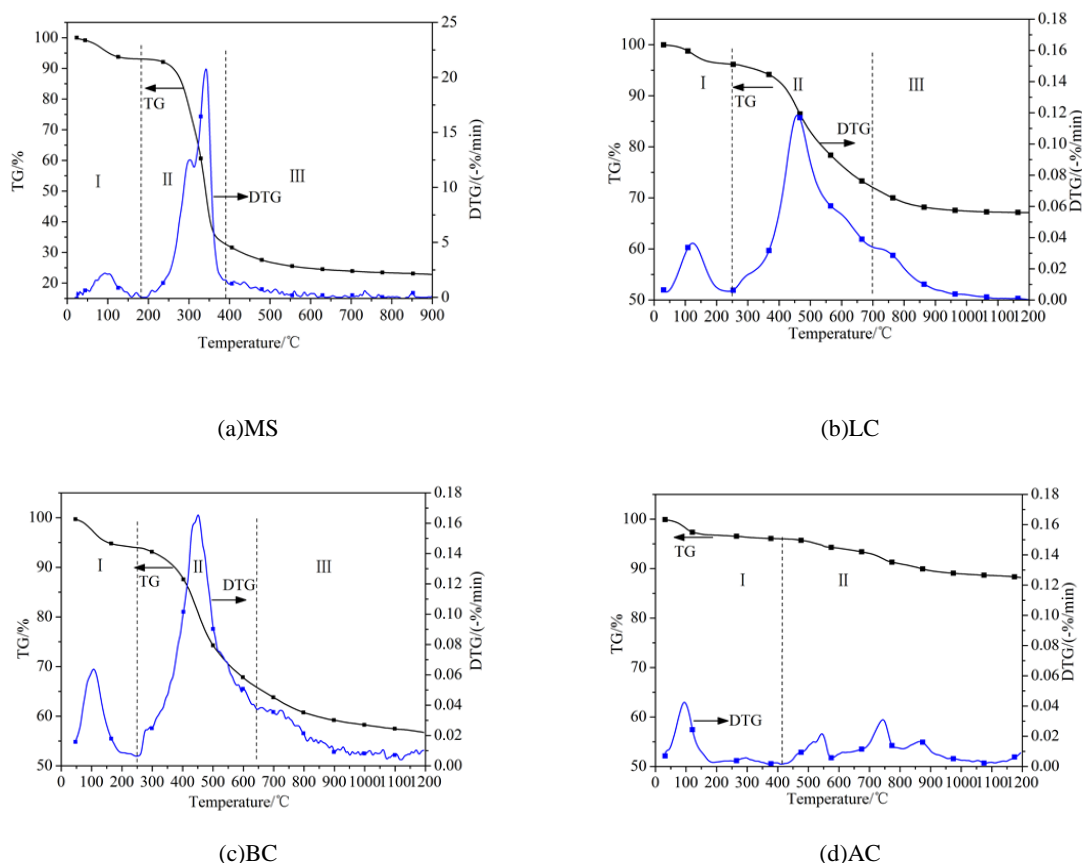 TG/%
100
90
80
70
60
50
40
30
20
0 100 200 300 400 500 600 700 800 900
Temperature/℃
25
20
15
10
5
0
DTG/(-%/min)
TG
DTG
Ⅰ
Ⅱ
Ⅲ
(a)MS
TG/%
100
90
80
70
60
50
0 100 200 300 400 500 600 700 800 900 1000 1100 1200
Temperature/℃
0.18
0.16
0.14
0.12
0.10
0.08
0.06
0.04
0.02
0.00
DTG/(-%/min)
Ⅰ
Ⅱ
Ⅲ
TG
DTG
(b)LC
TG/%
100
90
80
70
60
50
0 100 200 300 400 500 600 700 800 900 1000 1100 1200
Temperature/℃
0.18
0.16
0.14
0.12
0.10
0.08
0.06
0.04
0.02
0.00
DTG/(-%/min)
Ⅰ
Ⅱ
Ⅲ
TG
DTG
(c)BC
TG/%
100
90
80
70
60
50
0 100 200 300 400 500 600 700 800 900 1000 1100 1200
Temperature/℃
0.18
0.16
0.14
0.12
0.10
0.08
0.06
0.04
0.02
0.00
DTG/(-%/min)
TG
Ⅰ
Ⅱ
DTG
(d)AC